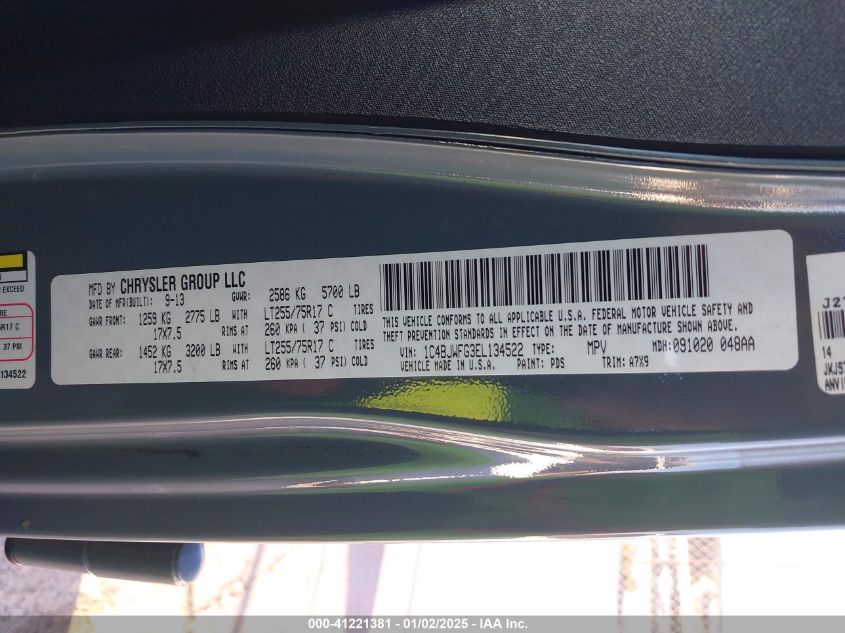 EXCEED
RE
5R17 C
37 PSI
134522
MFD BY CHRYSLER GROUP LLC
DATE OF MFR(BUILT): 9-13 GVWR: 2586 KG 5700 LB
GAWR FRONT: 1259 KG 2775 LB WITH LT255/75R17 C TIRES
17X7.5 RIMS AT 260 KPA ( 37 PSI) COLD
GAWR REAR: 1452 KG 3200 LB WITH LT255/75R17 C TIRES
17X7.5 RIMS AT 260 KPA ( 37 PSI) COLD
THIS VEHICLE CONFORMS TO ALL APPLICABLE U.S.A. FEDERAL MOTOR VEHICLE SAFETY AND
THEFT PREVENTION STANDARDS IN EFFECT ON THE DATE OF MANUFACTURE SHOWN ABOVE.
VIN: 1C4BJWFG3EL134522 TYPE: MPV MDH: 091020 048AA
VEHICLE MADE IN U.S.A. PAINT: PDS TRIM: A7X9
14
000-41221381 - 01/02/2025 - IAA Inc.